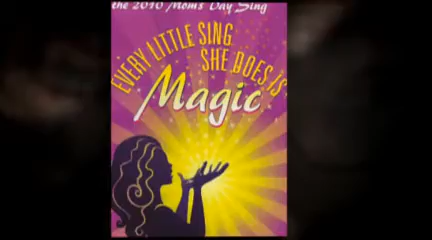 the 2010 Mom's Day Sing
EVERY LITTLE SING
SHE DOES IS
Magic